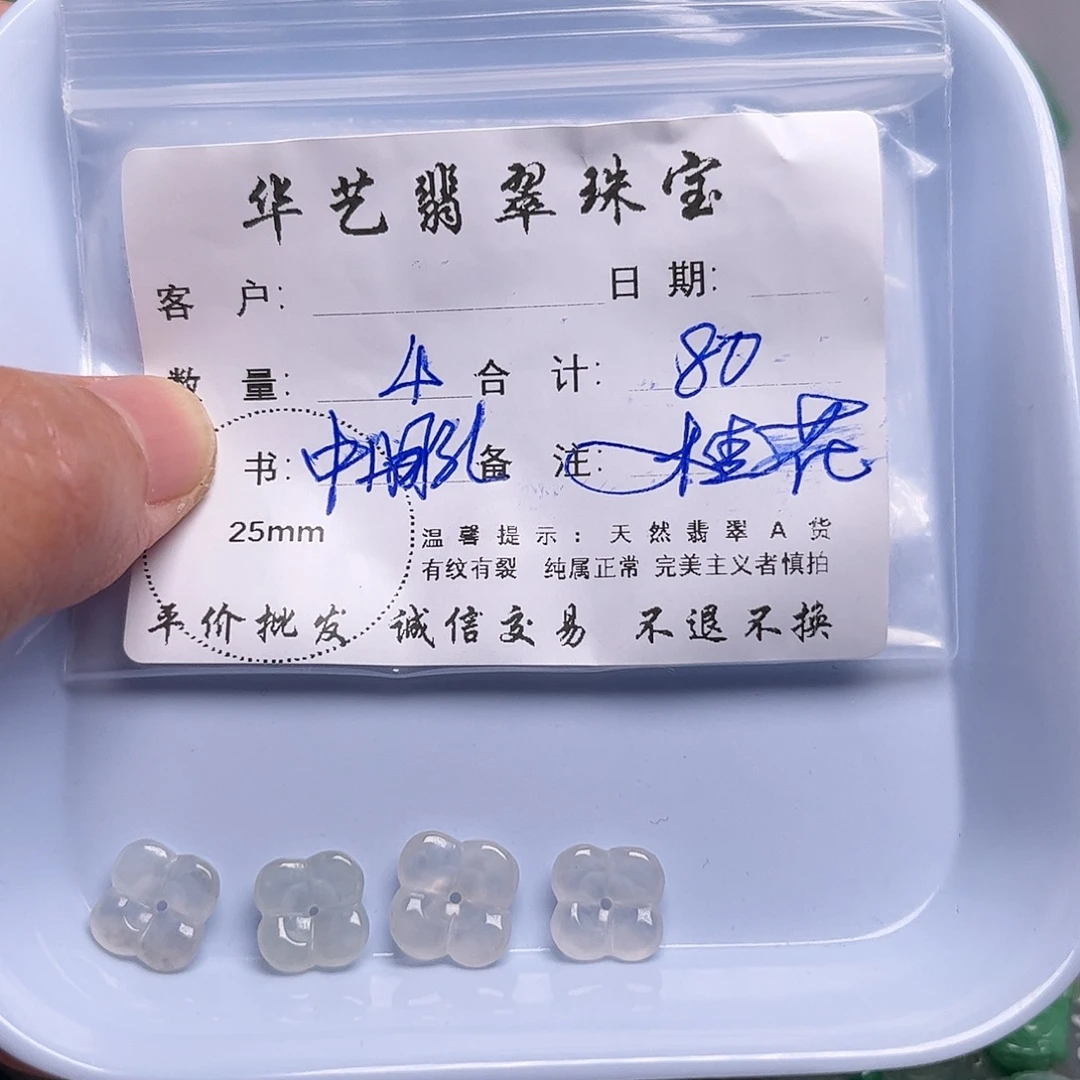 华艺翡翠珠宝
客 户: 日 期:
数 量: 4 合 计: 80
书: 中间孔 备 注: 桂花
25mm
温馨提示:天然翡翠A货
有纹有裂 纯属正常 完美主义者慎拍
平价批发 诚信交易 不退不换